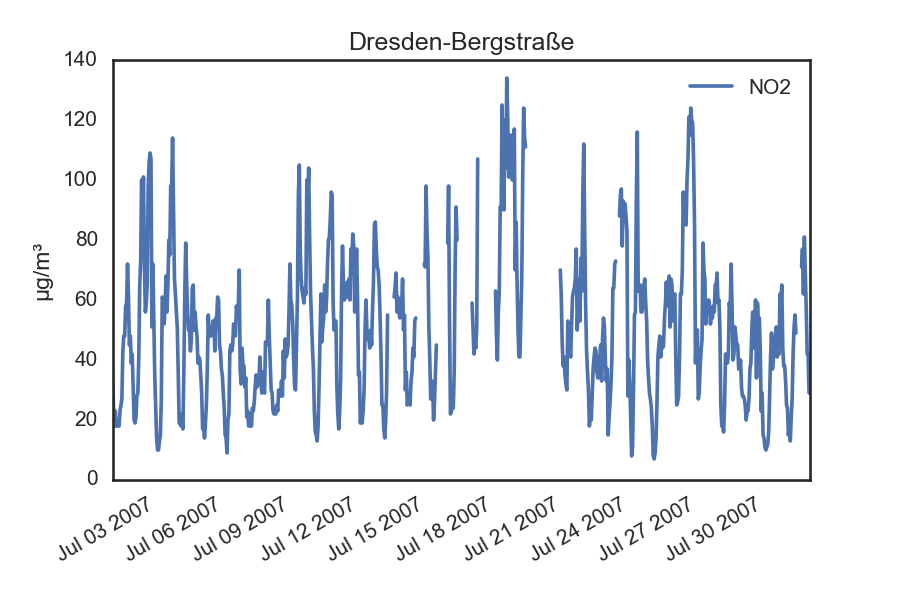 Dresden-Bergstraße
140
120
100
80
60
40
20
0
µg/m³
NO2
Jul 03 2007
Jul 06 2007
Jul 09 2007
Jul 12 2007
Jul 15 2007
Jul 18 2007
Jul 21 2007
Jul 24 2007
Jul 27 2007
Jul 30 2007